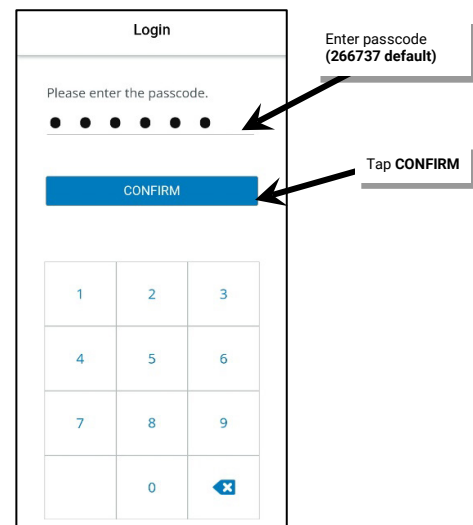 Login
Enter passcode
(266737 default)
Please enter the passcode.
Tap CONFIRM
CONFIRM
1 2 3
4 5 6
7 8 9
0